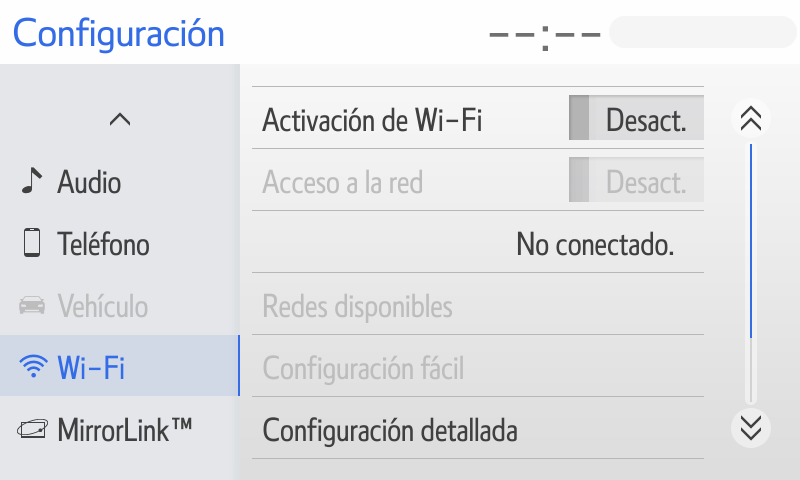 Configuración
--:--
Audio
Teléfono
Vehículo
Wi-Fi
MirrorLink™
Activación de Wi-Fi Desact.
Acceso a la red Desact.
No conectado.
Redes disponibles
Configuración fácil
Configuración detallada